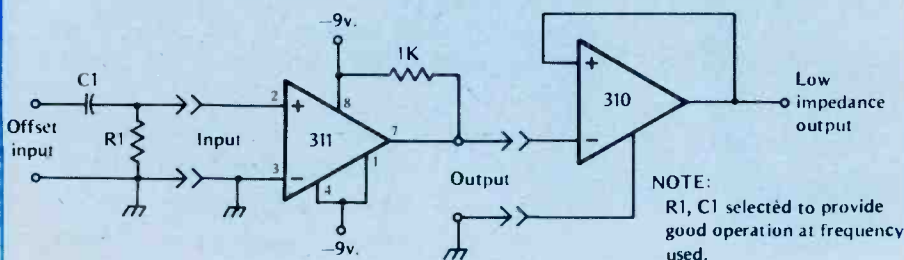 −9v.
1K
C1
2
+
8
+
310
Low
impedance
output
Offset
input
R1
Input
311
7
1
3
−
4
−
Output
NOTE:
R1, C1 selected to provide
good operation at frequency
used.
−9v.